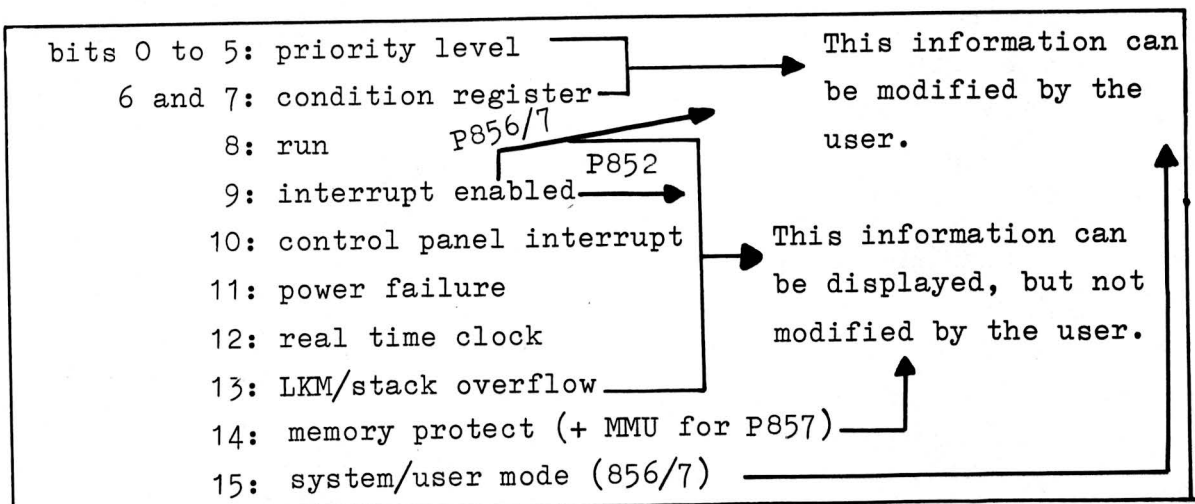 bits 0 to 5: priority level
6 and 7: condition register
8: run
9: interrupt enabled
10: control panel interrupt
11: power failure
12: real time clock
13: LKM/stack overflow
14: memory protect (+ MMU for P857)
15: system/user mode (856/7)
P856/7
P852
This information can
be modified by the
user.
This information can
be displayed, but not
modified by the user.